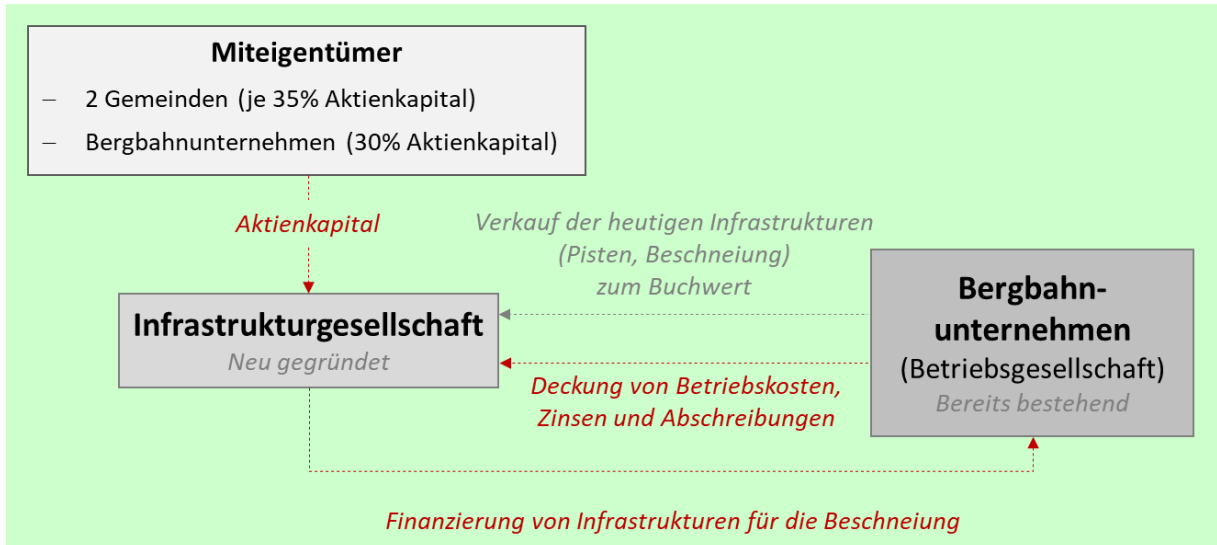 Miteigentümer
– 2 Gemeinden (je 35% Aktienkapital)
– Bergbahnunternehmen (30% Aktienkapital)
Aktienkapital
Verkauf der heutigen Infrastrukturen
(Pisten, Beschneiung)
zum Buchwert
Infrastrukturgesellschaft
Neu gegründet
Bergbahn-
unternehmen
(Betriebsgesellschaft)
Bereits bestehend
Deckung von Betriebskosten,
Zinsen und Abschreibungen
Finanzierung von Infrastrukturen für die Beschneiung